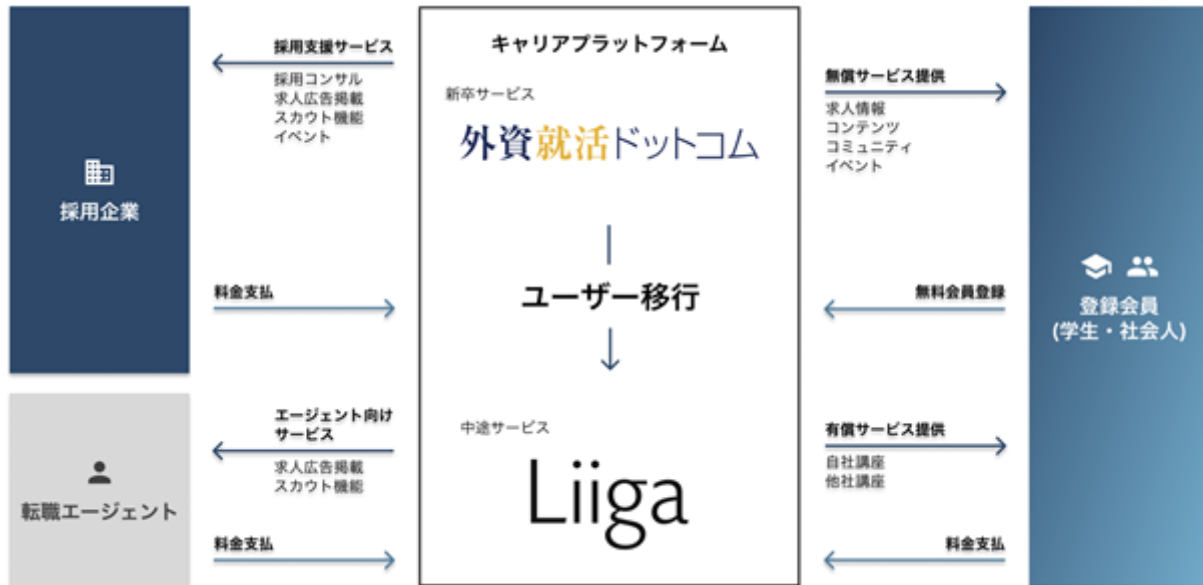 採用企業
転職エージェント
採用支援サービス
採用コンサル
求人広告掲載
スカウト機能
イベント
料金支払
エージェント向け
サービス
求人広告掲載
スカウト機能
料金支払
キャリアプラットフォーム
新卒サービス
外資就活ドットコム
ユーザー移行
中途サービス
Liiga
無償サービス提供
求人情報
コンテンツ
コミュニティ
イベント
無料会員登録
有償サービス提供
自社講座
他社講座
料金支払
登録会員
(学生・社会人)